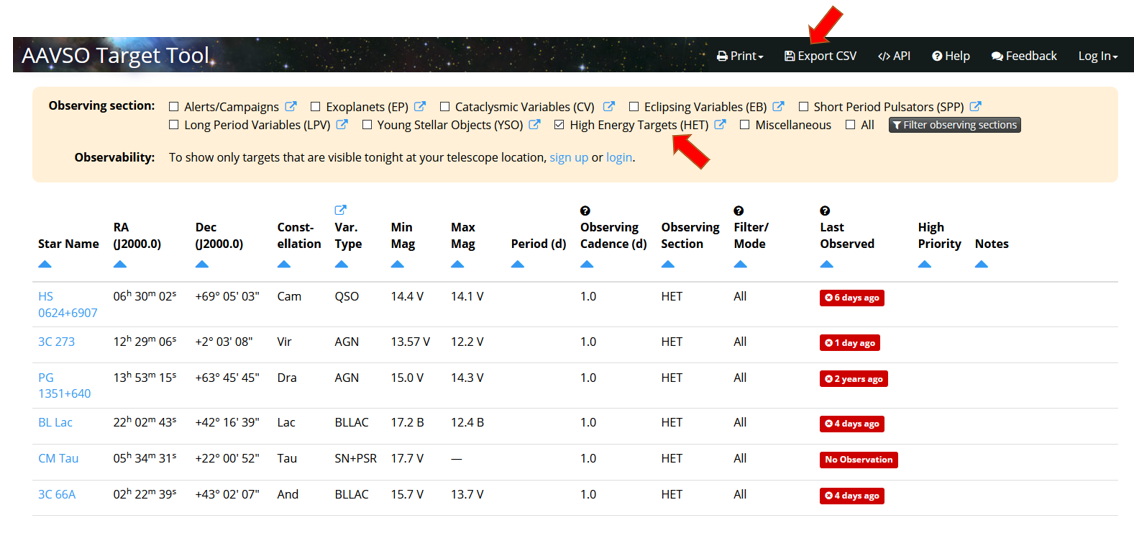 AAVSO Target Tool
Print Export CSV </> API Help Feedback Log In
Observing section: Alerts/Campaigns Exoplanets (EP) Cataclysmic Variables (CV) Eclipsing Variables (EB) Short Period Pulsators (SPP)
Long Period Variables (LPV) Young Stellar Objects (YSO) High Energy Targets (HET) Miscellaneous All Filter observing sections
Observability: To show only targets that are visible tonight at your telescope location, sign up or login.
Star Name RA (J2000.0) Dec (J2000.0) Const-ellation Var. Type Min Mag Max Mag Period (d) Observing Cadence (d) Observing Section Filter/Mode Last Observed High Priority Notes
HS 0624+6907 06h 30m 02s +69° 05' 03" Cam QSO 14.4 V 14.1 V 1.0 HET All 6 days ago
3C 273 12h 29m 06s +2° 03' 08" Vir AGN 13.57 V 12.2 V 1.0 HET All 1 day ago
PG 1351+640 13h 53m 15s +63° 45' 45" Dra AGN 15.0 V 14.3 V 1.0 HET All 2 years ago
BL Lac 22h 02m 43s +42° 16' 39" Lac BLLAC 17.2 B 12.4 B 1.0 HET All 4 days ago
CM Tau 05h 34m 31s +22° 00' 52" Tau SN+PSR 17.7 V — 1.0 HET All No Observation
3C 66A 02h 22m 39s +43° 02' 07" And BLLAC 15.7 V 13.7 V 1.0 HET All 4 days ago